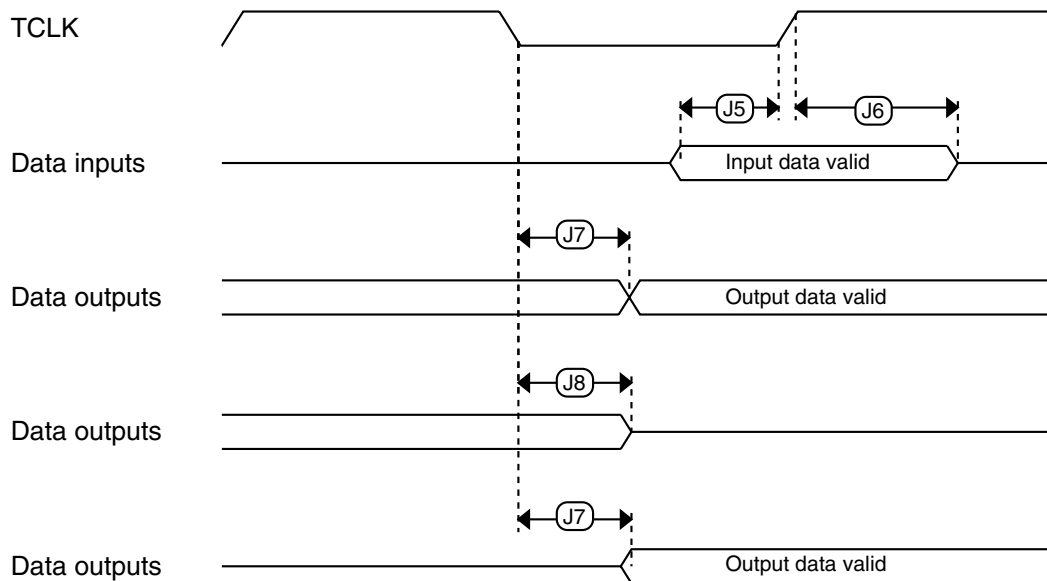 TCLK
J5
J6
Data inputs
Input data valid
J7
Data outputs
Output data valid
J8
Data outputs
J7
Data outputs
Output data valid